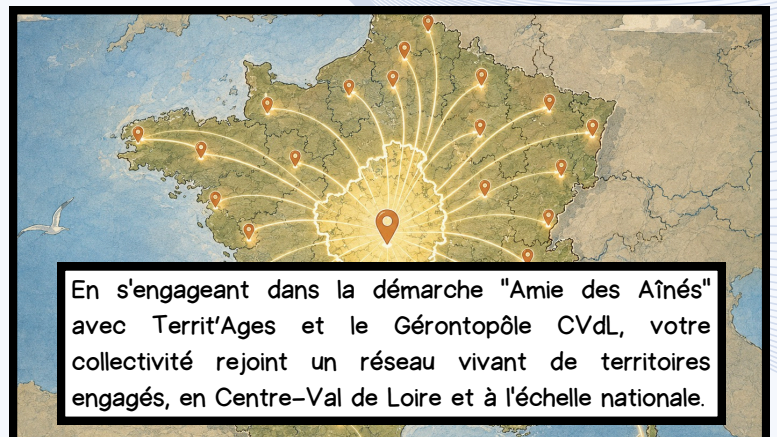 En s'engageant dans la démarche "Amie des Aînés"
avec Territ'Ages et le Gérontopôle CVdL, votre
collectivité rejoint un réseau vivant de territoires
engagés, en Centre-Val de Loire et à l'échelle nationale.